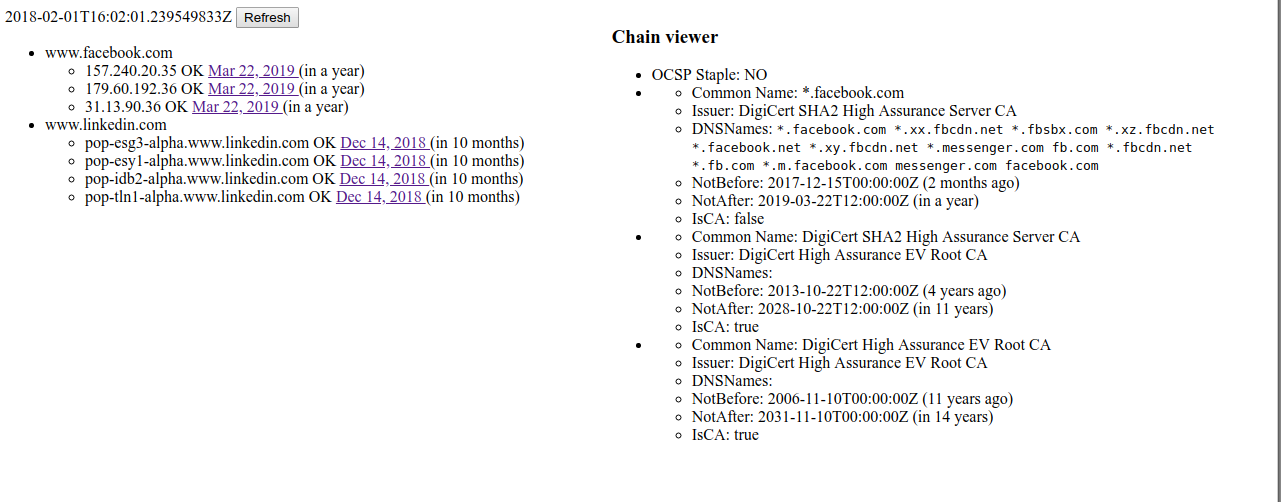 2018-02-01T16:02:01.239549833Z Refresh
www.facebook.com
157.240.20.35 OK Mar 22, 2019 (in a year)
179.60.192.36 OK Mar 22, 2019 (in a year)
31.13.90.36 OK Mar 22, 2019 (in a year)
www.linkedin.com
pop-esg3-alpha.www.linkedin.com OK Dec 14, 2018 (in 10 months)
pop-esy1-alpha.www.linkedin.com OK Dec 14, 2018 (in 10 months)
pop-idb2-alpha.www.linkedin.com OK Dec 14, 2018 (in 10 months)
pop-tln1-alpha.www.linkedin.com OK Dec 14, 2018 (in 10 months)
Chain viewer
OCSP Staple: NO
Common Name: *.facebook.com
Issuer: DigiCert SHA2 High Assurance Server CA
DNSNames: *.facebook.com *.xx.fbcdn.net *.fbsbx.com *.xz.fbcdn.net
*.facebook.net *.xy.fbcdn.net *.messenger.com fb.com *.fbcdn.net
*.fb.com *.m.facebook.com messenger.com facebook.com
NotBefore: 2017-12-15T00:00:00Z (2 months ago)
NotAfter: 2019-03-22T12:00:00Z (in a year)
IsCA: false
Common Name: DigiCert SHA2 High Assurance Server CA
Issuer: DigiCert High Assurance EV Root CA
DNSNames:
NotBefore: 2013-10-22T12:00:00Z (4 years ago)
NotAfter: 2028-10-22T12:00:00Z (in 11 years)
IsCA: true
Common Name: DigiCert High Assurance EV Root CA
Issuer: DigiCert High Assurance EV Root CA
DNSNames:
NotBefore: 2006-11-10T00:00:00Z (11 years ago)
NotAfter: 2031-11-10T00:00:00Z (in 14 years)
IsCA: true